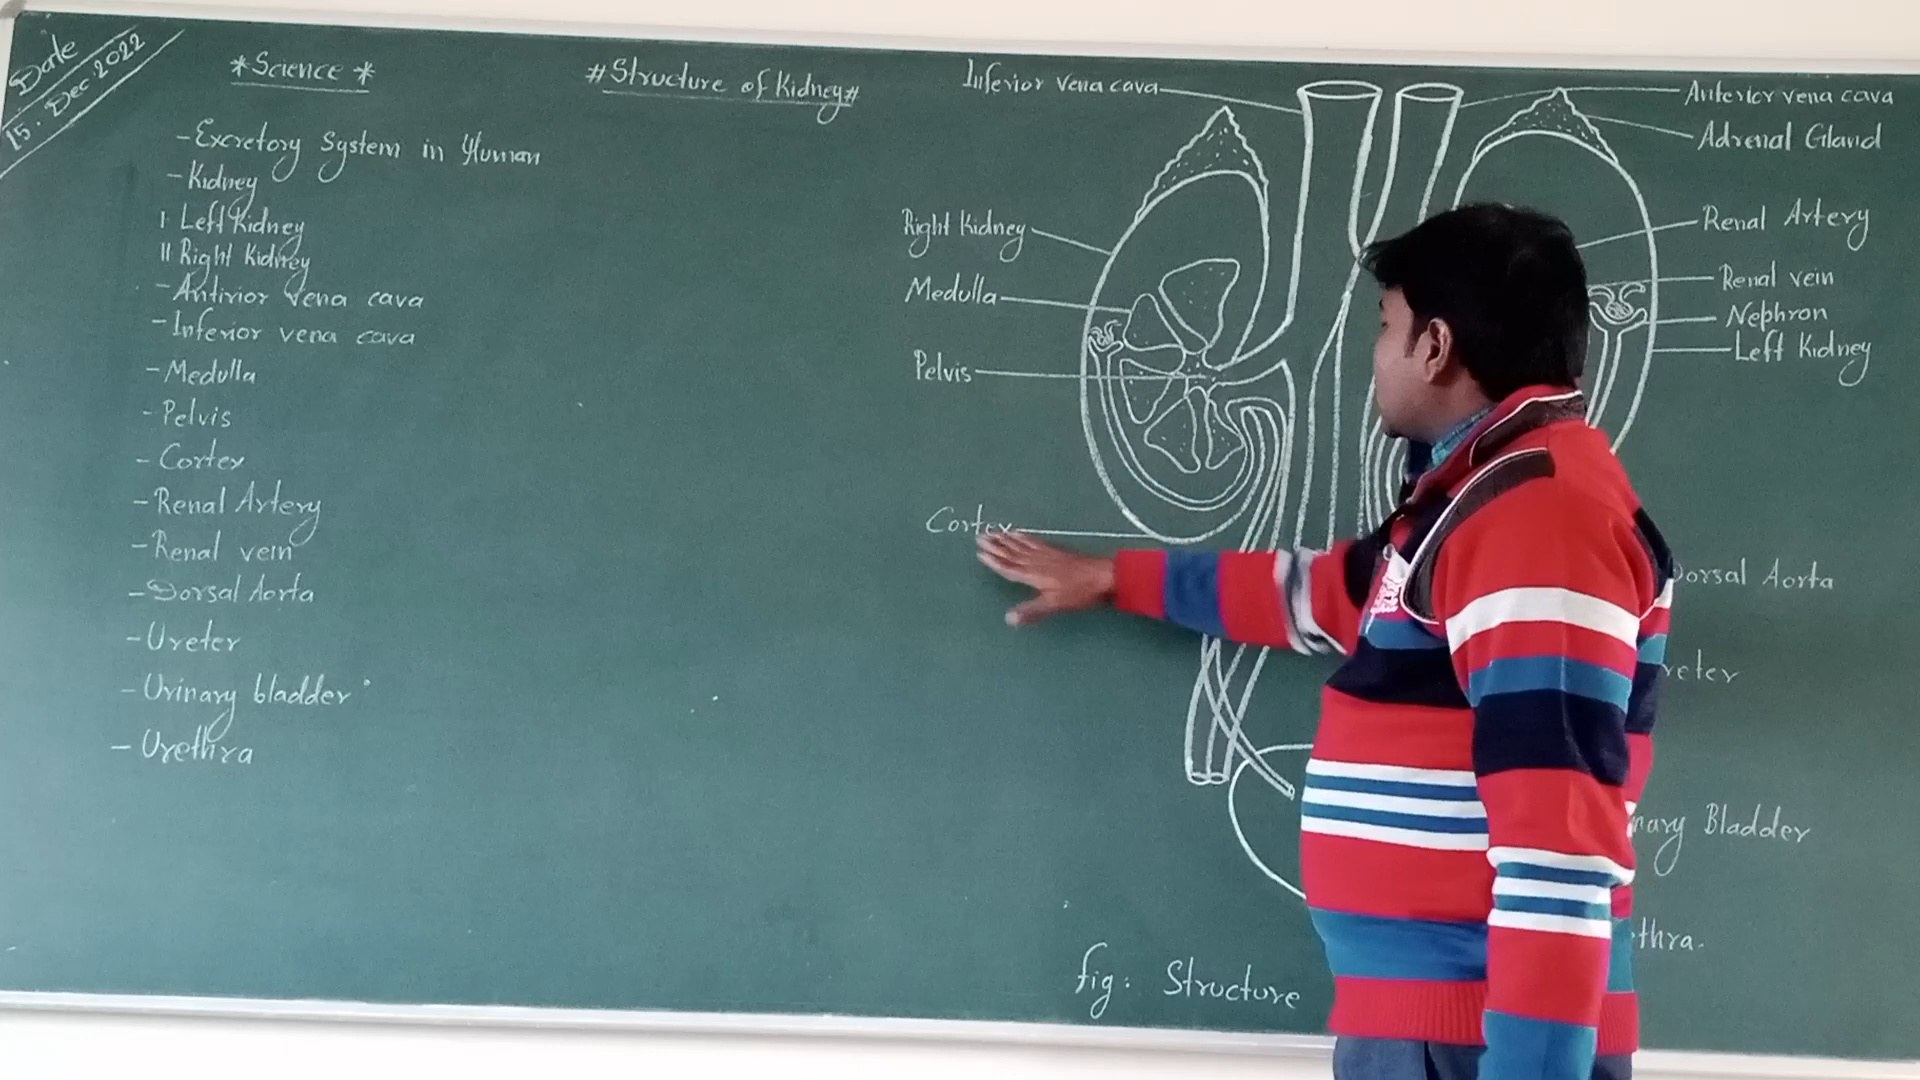 Date
15. Dec. 2022
*Science*
#Structure of Kidney#
- Excretory System in Human
- Kidney
I Left Kidney
II Right Kidney
- Antirior vena cava
- Inferior vena cava
- Medulla
- Pelvis
- Cortex
- Renal Artery
- Renal vein
- Dorsal Aorta
- Ureter
- Urinary bladder
- Urethra
Inferior vena cava
Right Kidney
Medulla
Pelvis
Cortex
Anterior vena cava
Adrenal Gland
Renal Artery
Renal vein
Nephron
Left Kidney
Dorsal Aorta
Bladder
fig: Structure